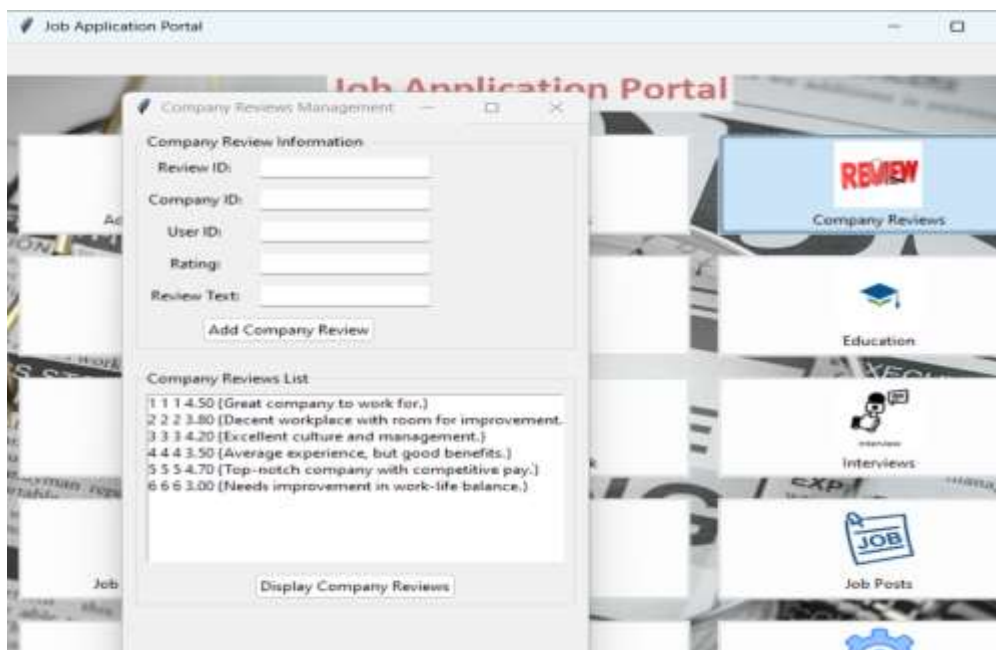 Job Application Portal
Job Application Portal
Company Reviews Management
Company Review Information
Review ID:
Company ID:
User ID:
Rating:
Review Text:
Add Company Review
Company Reviews List
1 1 1 4.50 {Great company to work for.}
2 2 2 3.80 {Decent workplace with room for improvement.
3 3 3 4.20 {Excellent culture and management.}
4 4 4 3.50 {Average experience, but good benefits.}
5 5 5 4.70 {Top-notch company with competitive pay.}
6 6 6 3.00 {Needs improvement in work-life balance.}
Display Company Reviews
REVIEW
Company Reviews
Education
Interview
Interviews
JOB
Job Posts
Job